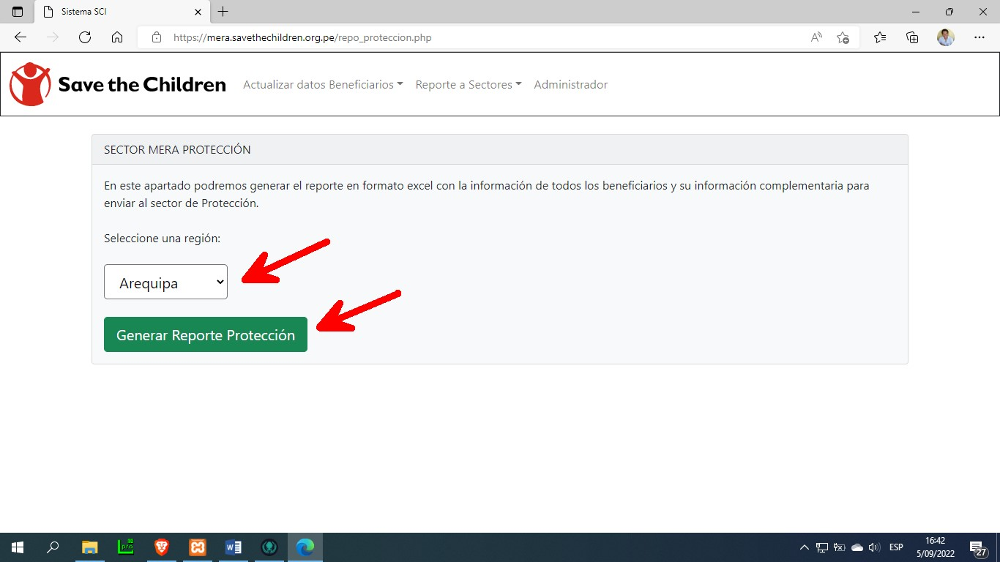 Sistema SCI
https://mera.savethechildren.org.pe/repo_proteccion.php
Save the Children
Actualizar datos Beneficiarios
Reporte a Sectores
Administrador
SECTOR MERA PROTECCIÓN
En este apartado podremos generar el reporte en formato excel con la información de todos los beneficiarios y su información complementaria para
enviar al sector de Protección.
Seleccione una región:
Arequipa
Generar Reporte Protección
ESP
16:42
5/09/2022
27